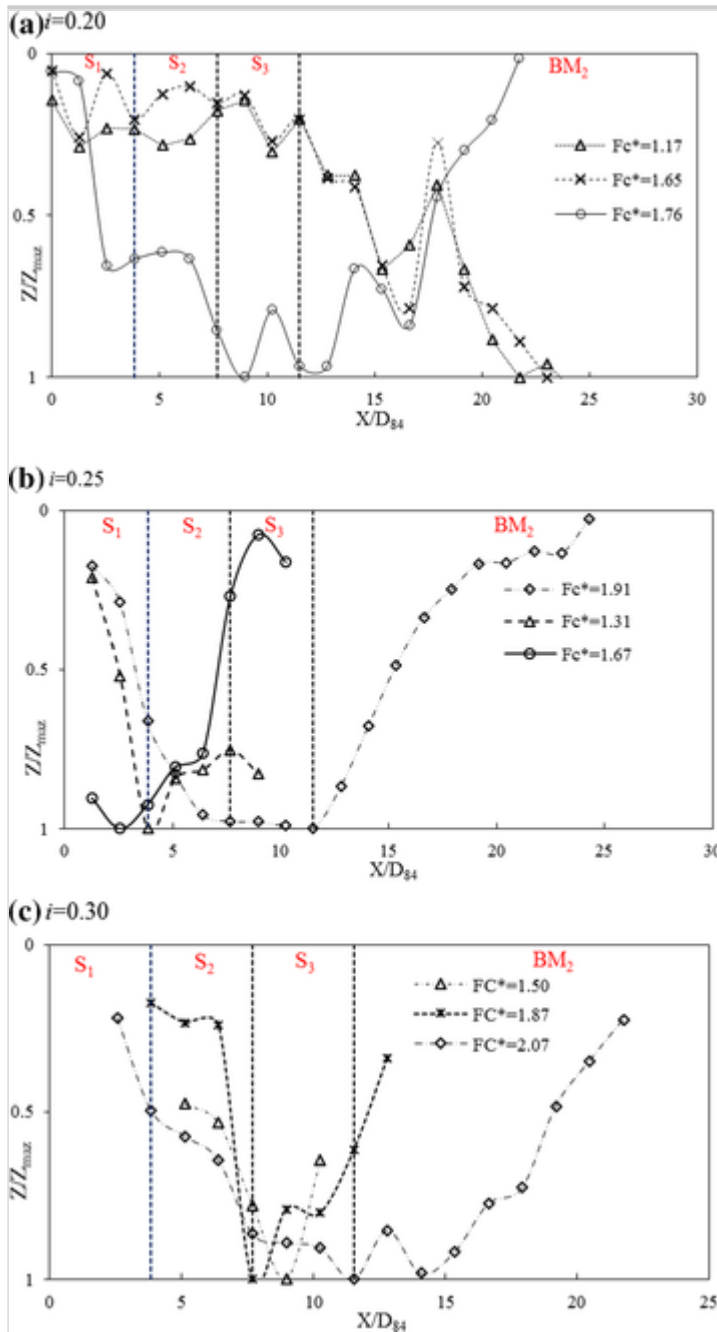 (a) i=0.20
0
S1
S2
S3
BM2
Fc*=1.17
Fc*=1.65
Fc*=1.76
0.5
Z/Zmaz
1
0 5 10 15 20 25 30
X/D84
(b) i=0.25
0
S1
S2
S3
BM2
Fc*=1.91
Fc*=1.31
Fc*=1.67
0.5
Z/Zmaz
1
0 5 10 15 20 25 30
X/D84
(c) i=0.30
0
S1
S2
S3
BM2
FC*=1.50
FC*=1.87
FC*=2.07
0.5
Z/Zmaz
1
0 5 10 15 20 25
X/D84